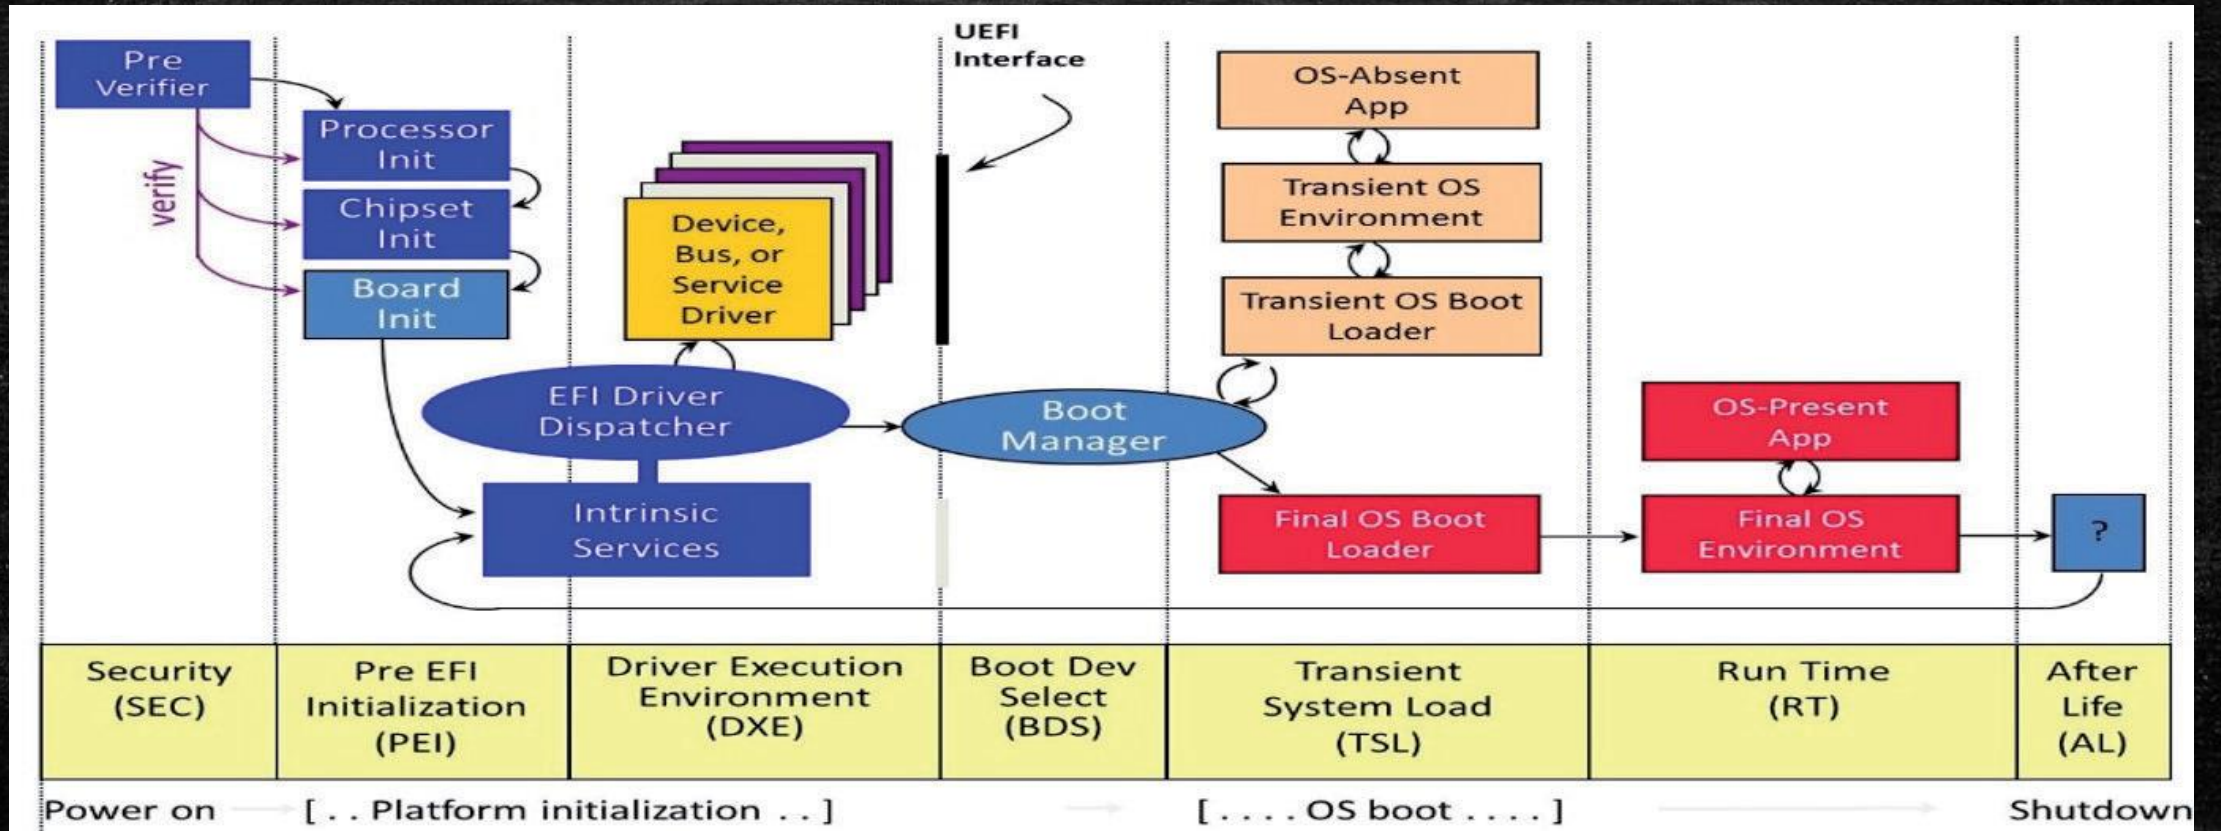 Pre
Verifier
verify
Processor
Init
Chipset
Init
Board
Init
Device,
Bus, or
Service
Driver
EFI Driver
Dispatcher
Intrinsic
Services
UEFI
Interface
Boot
Manager
OS-Absent
App
Transient OS
Environment
Transient OS Boot
Loader
Final OS Boot
Loader
OS-Present
App
Final OS
Environment
?
Security
(SEC)
Pre EFI
Initialization
(PEI)
Driver Execution
Environment
(DXE)
Boot Dev
Select
(BDS)
Transient
System Load
(TSL)
Run Time
(RT)
After
Life
(AL)
Power on
[ . . Platform initialization . . ]
[ . . . . OS boot . . . . ]
Shutdown